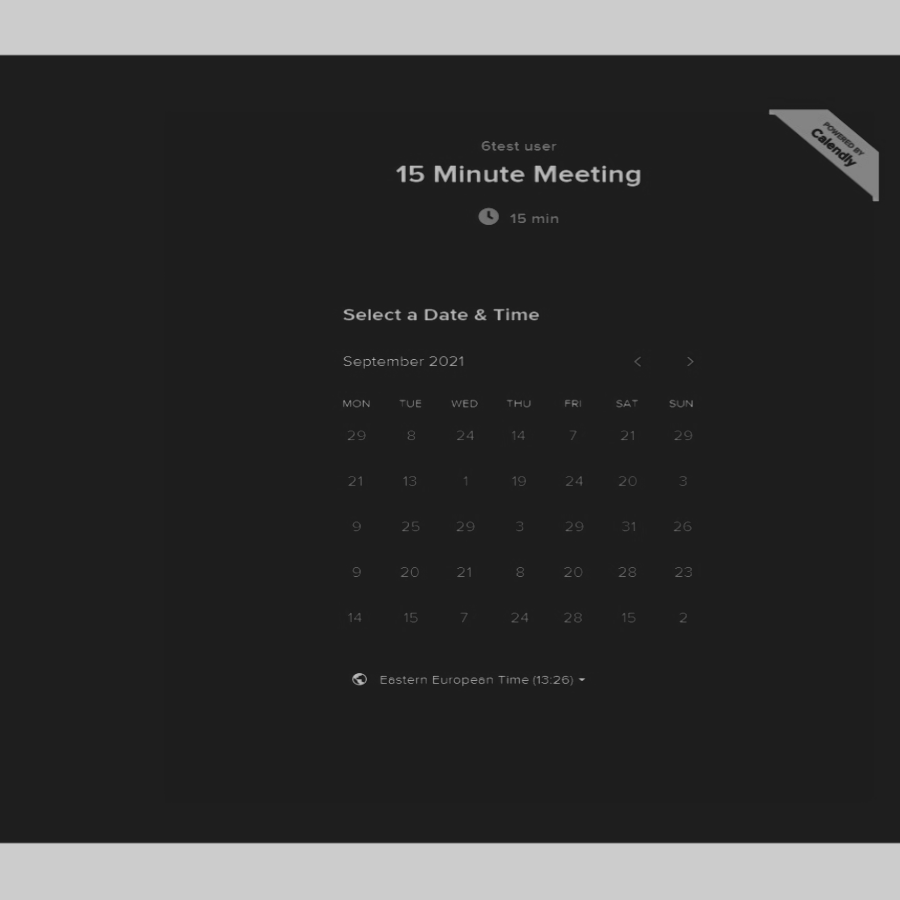 POWERED BY
Calendly
6test user
15 Minute Meeting
15 min
Select a Date & Time
September 2021
MON TUE WED THU FRI SAT SUN
29 8 24 14 7 21 29
21 13 1 19 24 20 3
9 25 29 3 29 31 26
9 20 21 8 20 28 23
14 15 7 24 28 15 2
Eastern European Time (13:26)